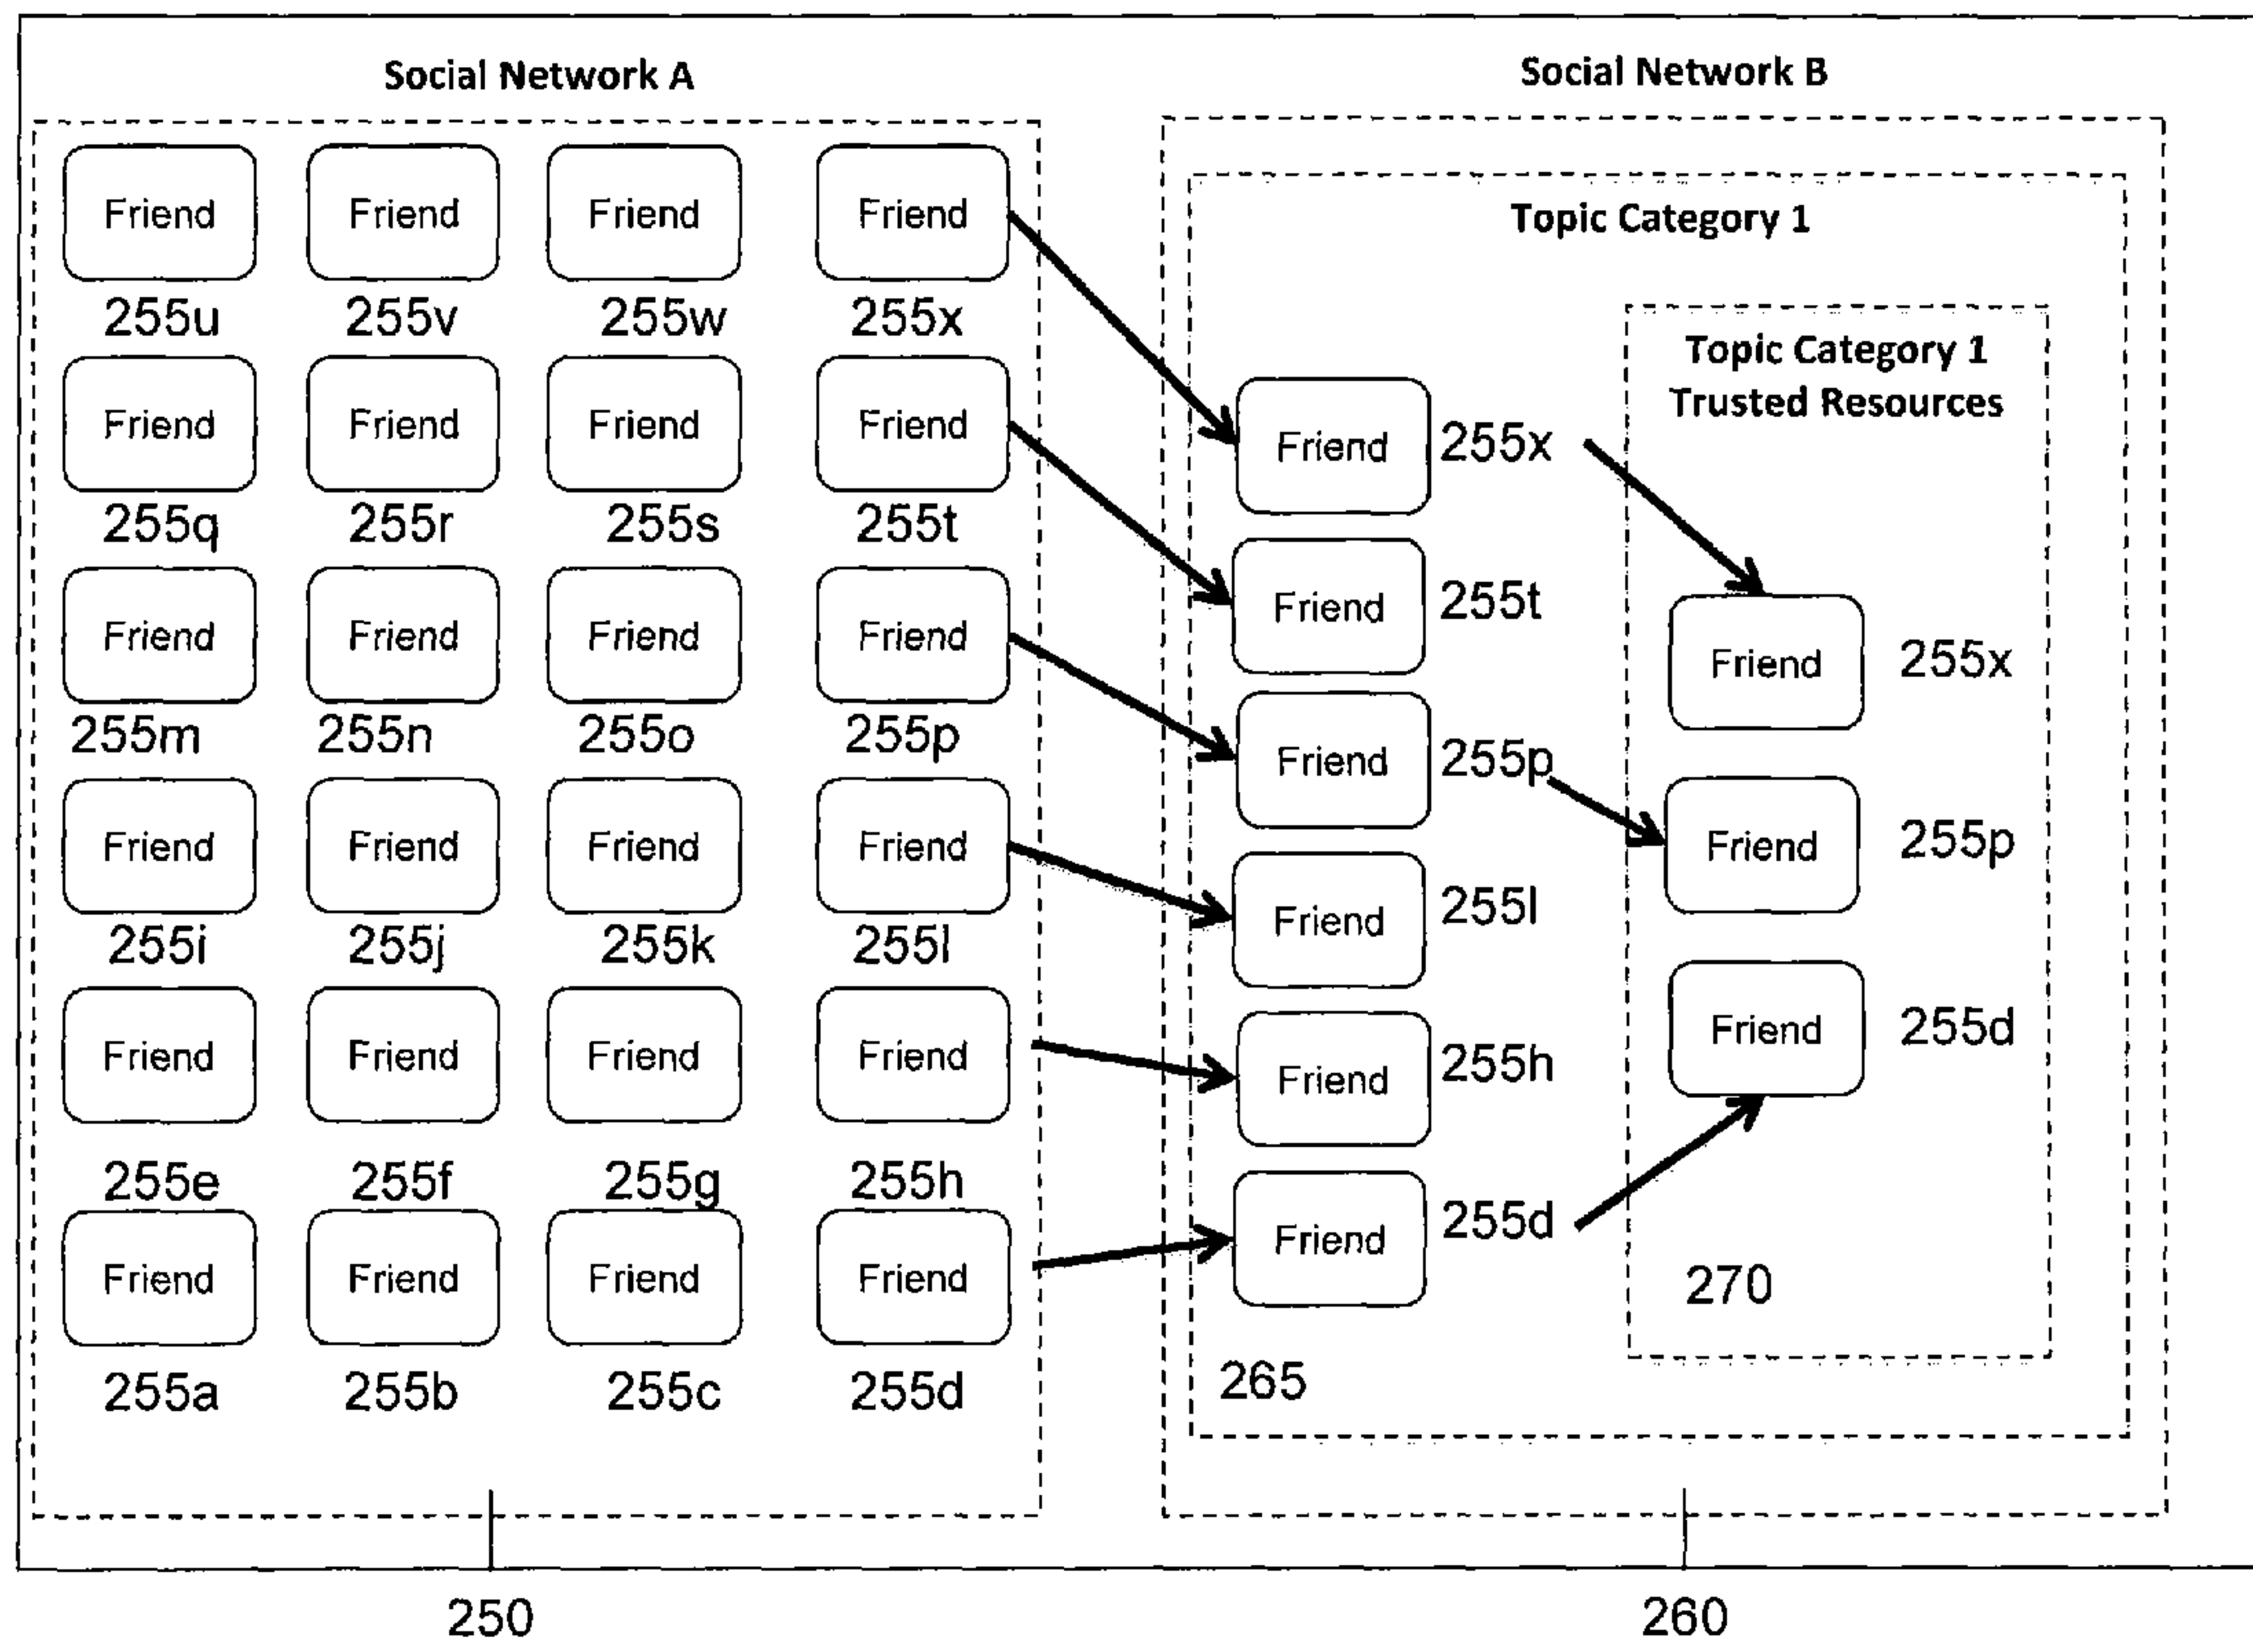 Social Network A
Friend Friend Friend Friend
255u 255v 255w 255x
Friend Friend Friend Friend
255q 255r 255s 255t
Friend Friend Friend Friend
255m 255n 255o 255p
Friend Friend Friend Friend
255i 255j 255k 255l
Friend Friend Friend Friend
255e 255f 255g 255h
Friend Friend Friend Friend
255a 255b 255c 255d
250
Social Network B
Topic Category 1
Friend 255x
Friend 255t
Friend 255p
Friend 255l
Friend 255h
Friend 255d
265
Topic Category 1
Trusted Resources
Friend 255x
Friend 255p
Friend 255d
270
260